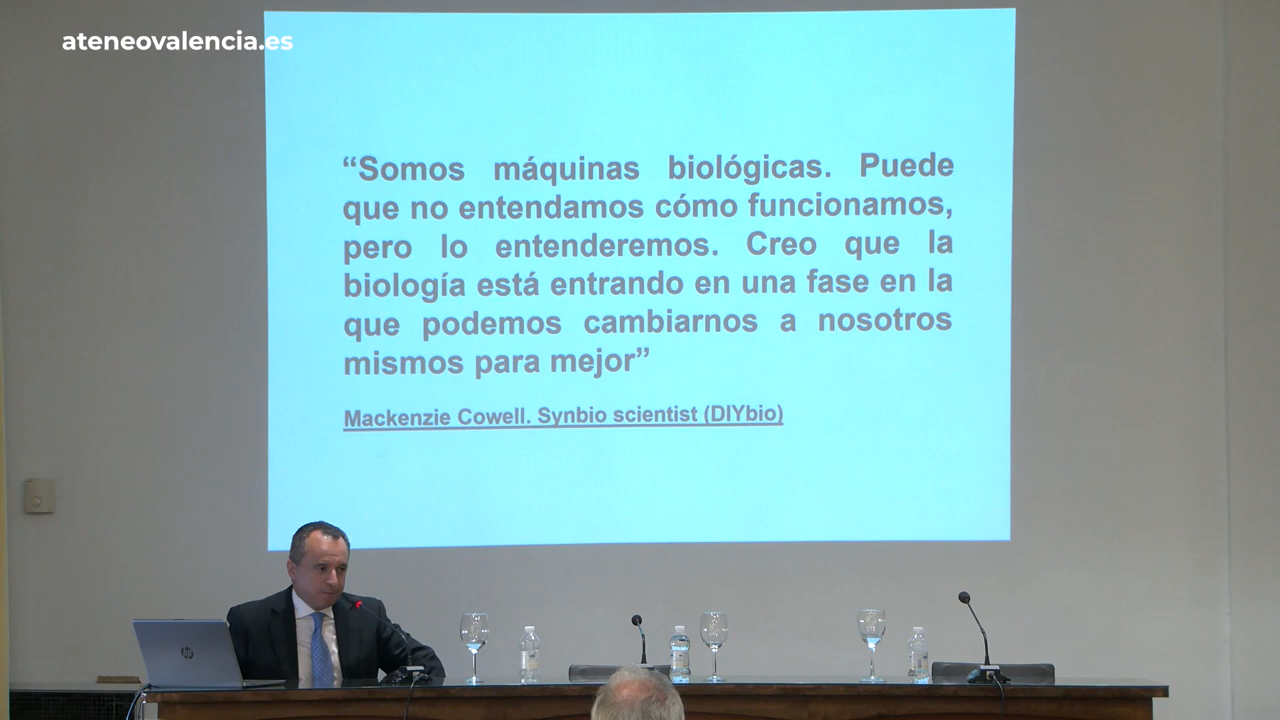 ateneovalencia.es
“Somos máquinas biológicas. Puede
que no entendamos cómo funcionamos,
pero lo entenderemos. Creo que la
biología está entrando en una fase en la
que podemos cambiarnos a nosotros
mismos para mejor”
Mackenzie Cowell. Synbio scientist (DIYbio)
hp